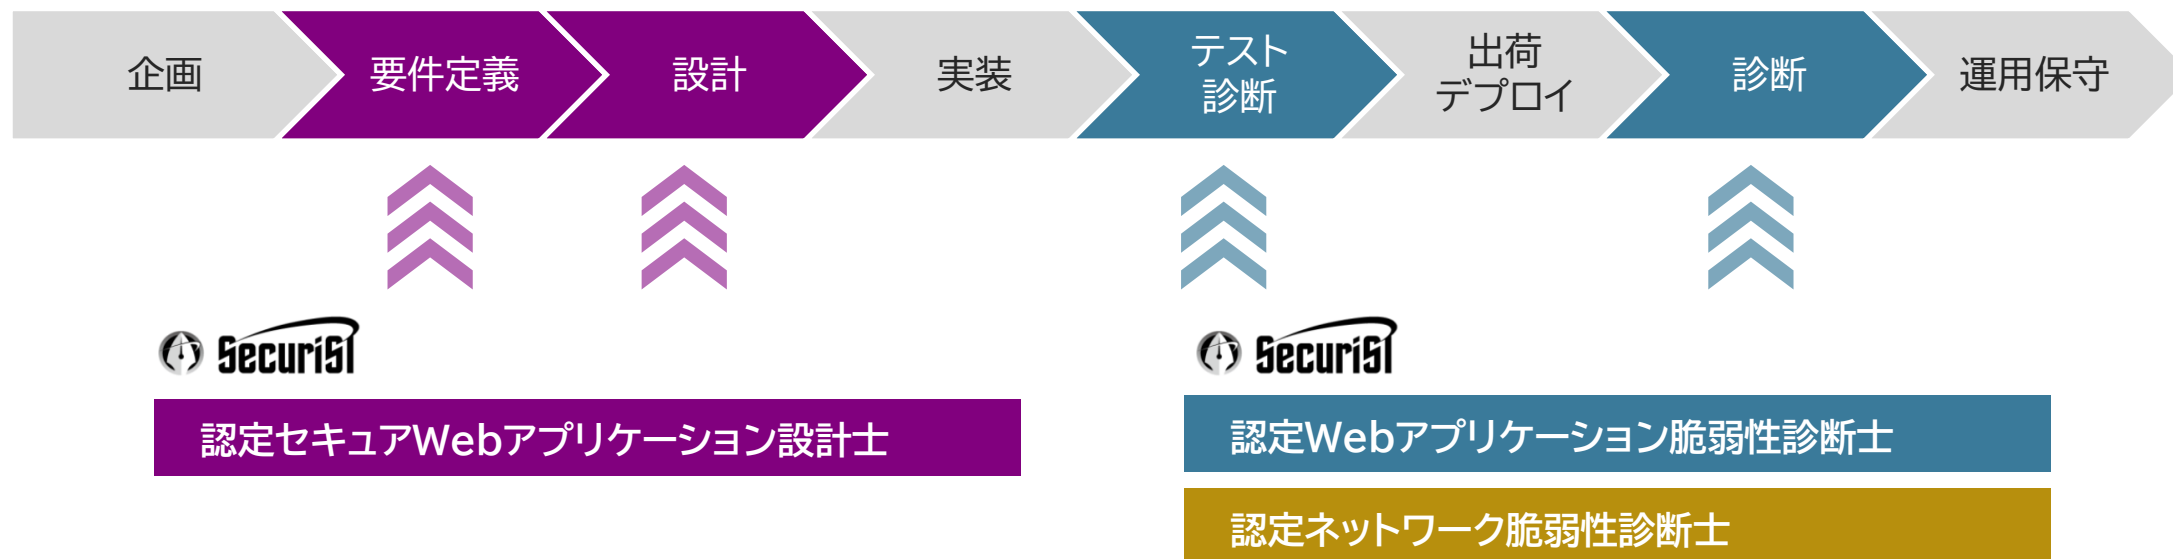 企画
要件定義
設計
実装
テスト
診断
出荷
デプロイ
診断
運用保守
SecuriST
SecuriST
認定セキュアWebアプリケーション設計士
認定Webアプリケーション脆弱性診断士
認定ネットワーク脆弱性診断士